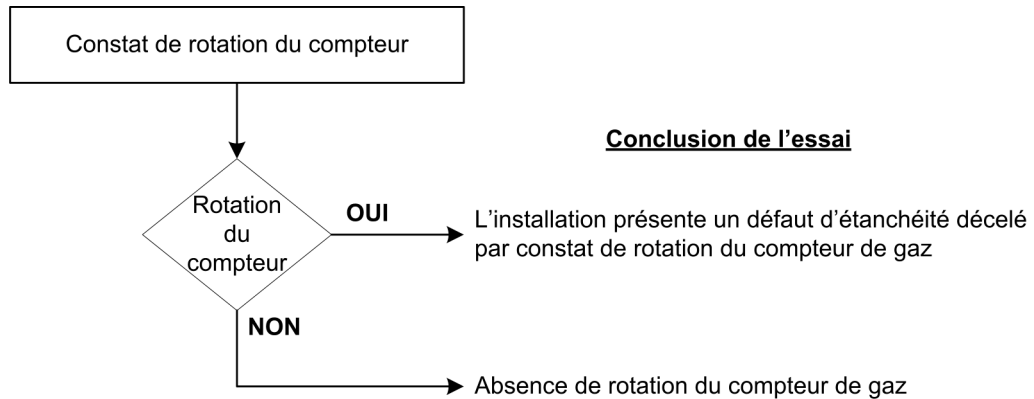 Constat de rotation du compteur
Conclusion de l'essai
Rotation
du
compteur
OUI
L'installation présente un défaut d'étanchéité décelé
par constat de rotation du compteur de gaz
NON
Absence de rotation du compteur de gaz